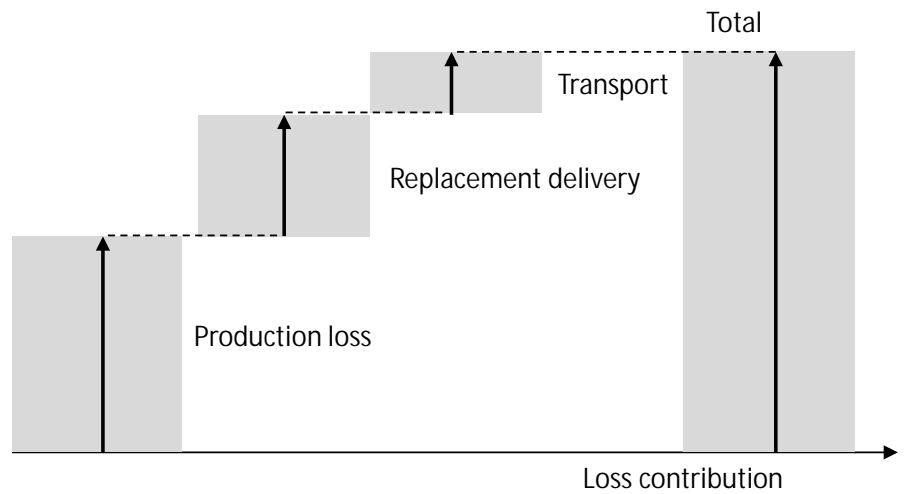 Total
Transport
Replacement delivery
Production loss
Loss contribution